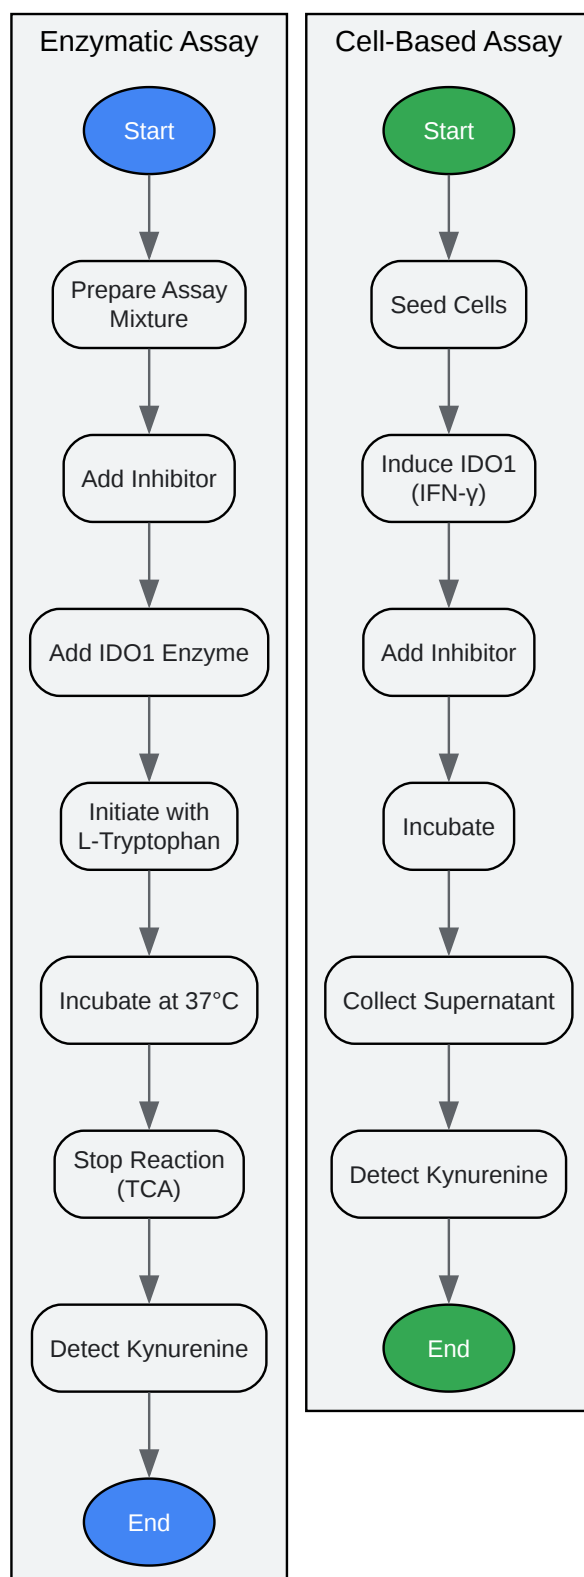 Enzymatic Assay
Start
Prepare Assay
Mixture
Add Inhibitor
Add IDO1 Enzyme
Initiate with
L-Tryptophan
Incubate at 37°C
Stop Reaction
(TCA)
Detect Kynurenine
End
Cell-Based Assay
Start
Seed Cells
Induce IDO1
(IFN-γ)
Add Inhibitor
Incubate
Collect Supernatant
Detect Kynurenine
End